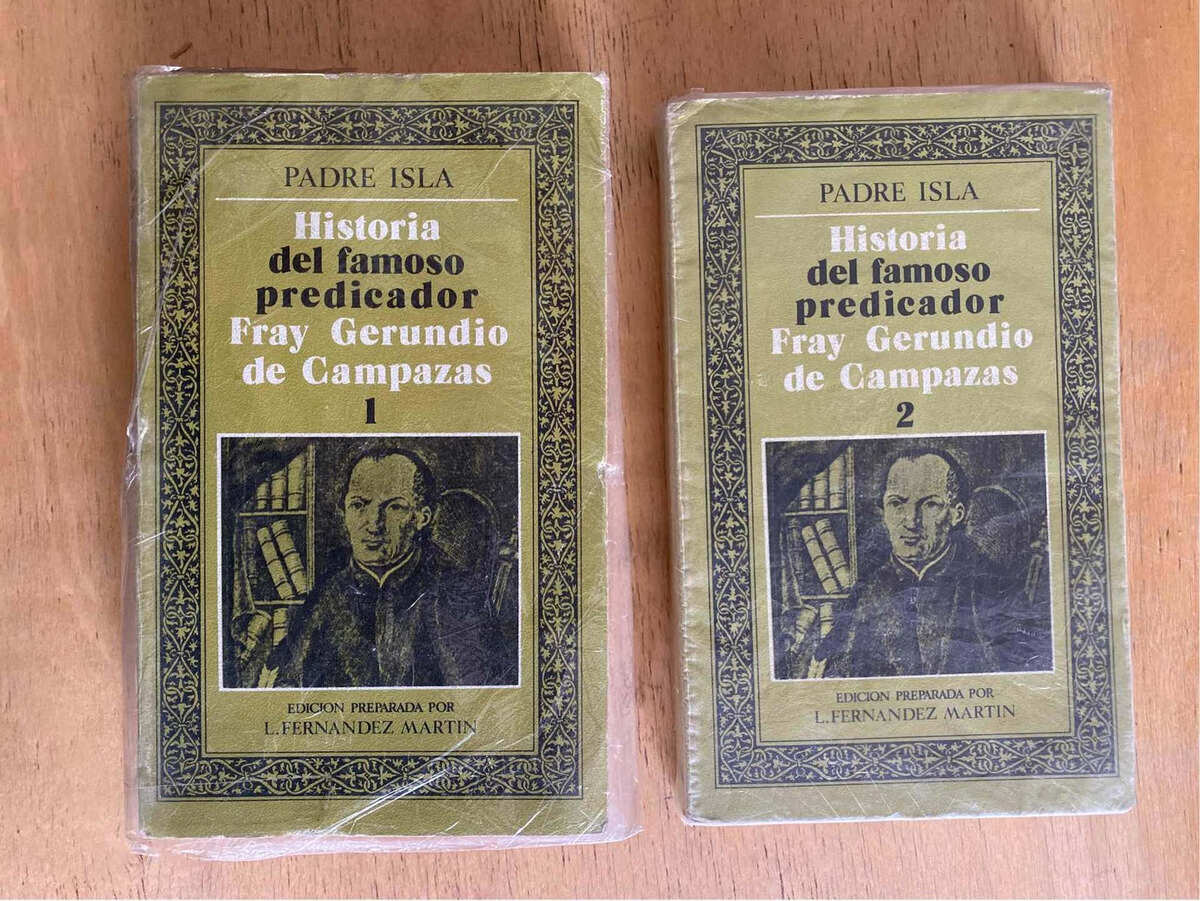 PADRE ISLA
Historia
del famoso
predicador
Fray Gerundio
de Campazas
1
EDICION PREPARADA POR
L. FERNANDEZ MARTIN
PADRE ISLA
Historia
del famoso
predicador
Fray Gerundio
de Campazas
2
EDICION PREPARADA POR
L. FERNANDEZ MARTIN